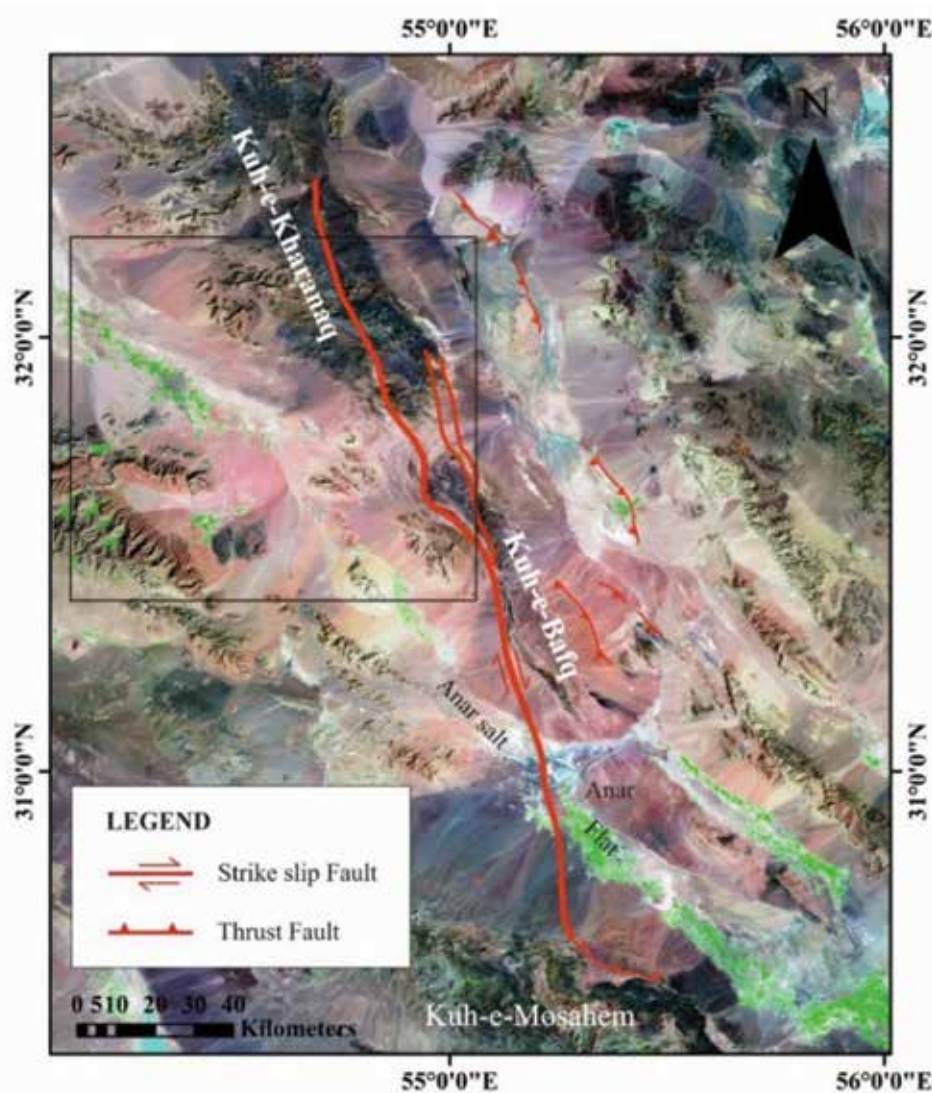 55°0'0"E
56°0'0"E
N
Kuh-e-Kharanaq
32°0'0"N
32°0'0"N
Kuh-e-Bafq
Anar salt
31°0'0"N
31°0'0"N
Anar
Flat
LEGEND
Strike slip Fault
Thrust Fault
0 5 10 20 30 40
Kilometers
Kuh-e-Mosahem
55°0'0"E
56°0'0"E